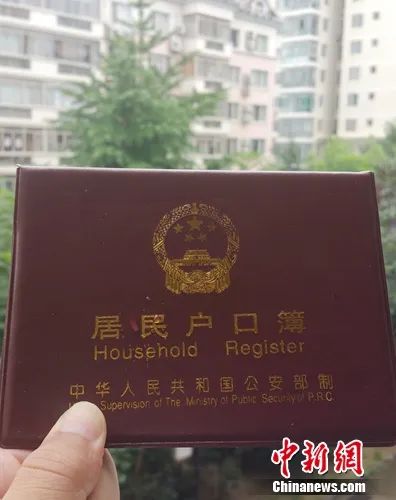 居民户口簿
Household Register
中华人民共和国公安部制
Supervision of The Ministry of Public Security of P.R.C
中新网
Chinanews.com